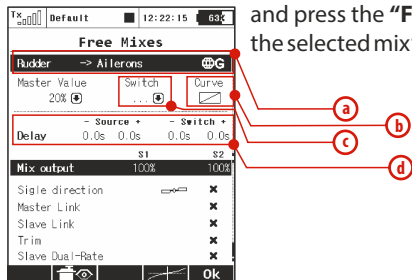 Tx Default 12:22:15 63%
Free Mixes
Rudder -> Ailerons G
Master Value Switch Curve
20% ...
- Source + - Switch +
Delay 0.0s 0.0s 0.0s 0.0s
S1 S2
Mix output 100% 100%
Sigle direction
Master Link
Slave Link
Trim
Slave Dual-Rate
Ok
and press the “F
the selected mix
a
b
c
d